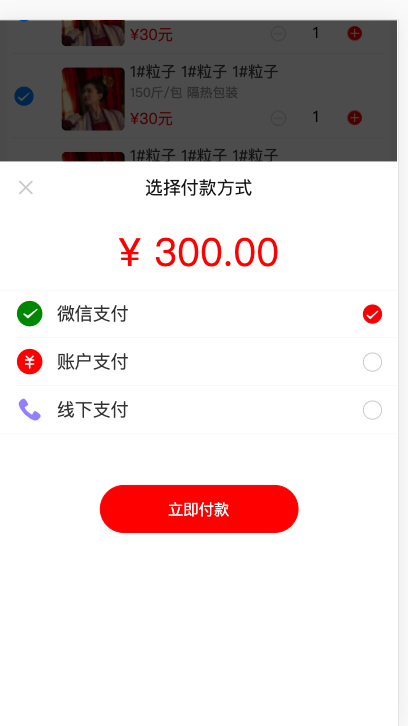 ¥30元
1
1#粒子 1#粒子 1#粒子
150斤/包 隔热包装
¥30元
1
1#粒子 1#粒子 1#粒子
选择付款方式
¥ 300.00
微信支付
¥ 账户支付
线下支付
立即付款